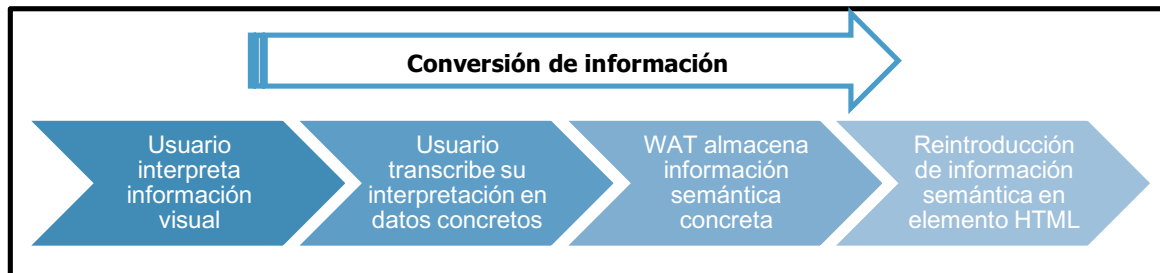 Conversión de información
Usuario
interpreta
información
visual
Usuario
transcribe su
interpretación en
datos concretos
WAT almacena
información
semántica
concreta
Reintroducción
de información
semántica en
elemento HTML